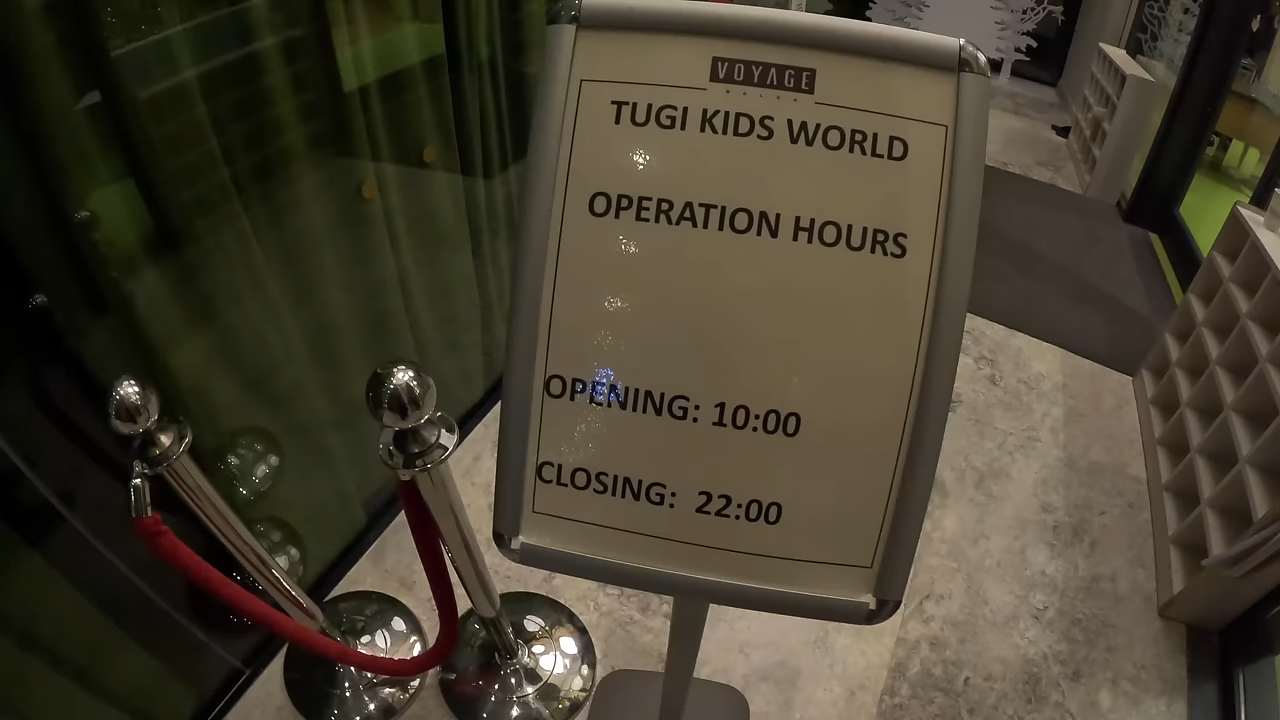 VOYAGE
TUGI KIDS WORLD
OPERATION HOURS
OPENING: 10:00
CLOSING: 22:00